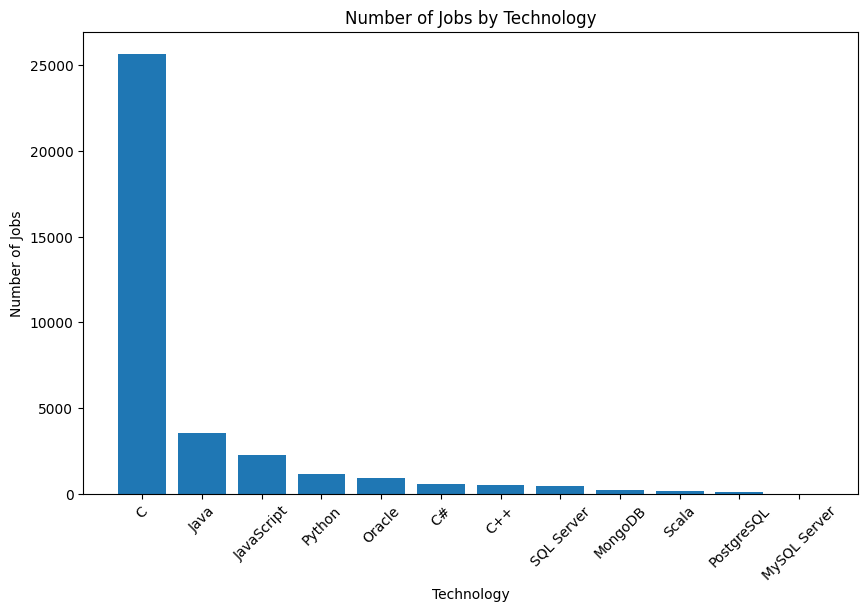 Number of Jobs by Technology
Number of Jobs
25000
20000
15000
10000
5000
0
C
Java
JavaScript
Python
Oracle
C#
C++
SQL Server
MongoDB
Scala
PostgreSQL
MySQL Server
Technology